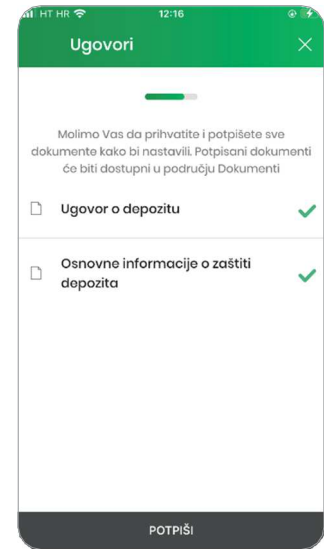 HT HR 12:16
Ugovori
Molimo Vas da prihvatite i potpišete sve
dokumente kako bi nastavili. Potpisani dokumenti
će biti dostupni u području Dokumenti
Ugovor o depozitu
Osnovne informacije o zaštiti
depozita
POTPIŠI